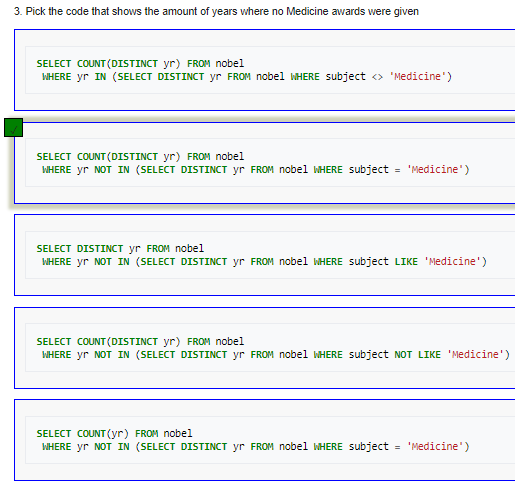 3. Pick the code that shows the amount of years where no Medicine awards were given
SELECT COUNT(DISTINCT yr) FROM nobel
WHERE yr IN (SELECT DISTINCT yr FROM nobel WHERE subject <> 'Medicine')
SELECT COUNT(DISTINCT yr) FROM nobel
WHERE yr NOT IN (SELECT DISTINCT yr FROM nobel WHERE subject = 'Medicine')
SELECT DISTINCT yr FROM nobel
WHERE yr NOT IN (SELECT DISTINCT yr FROM nobel WHERE subject LIKE 'Medicine')
SELECT COUNT(DISTINCT yr) FROM nobel
WHERE yr NOT IN (SELECT DISTINCT yr FROM nobel WHERE subject NOT LIKE 'Medicine')
SELECT COUNT(yr) FROM nobel
WHERE yr NOT IN (SELECT DISTINCT yr FROM nobel WHERE subject = 'Medicine')